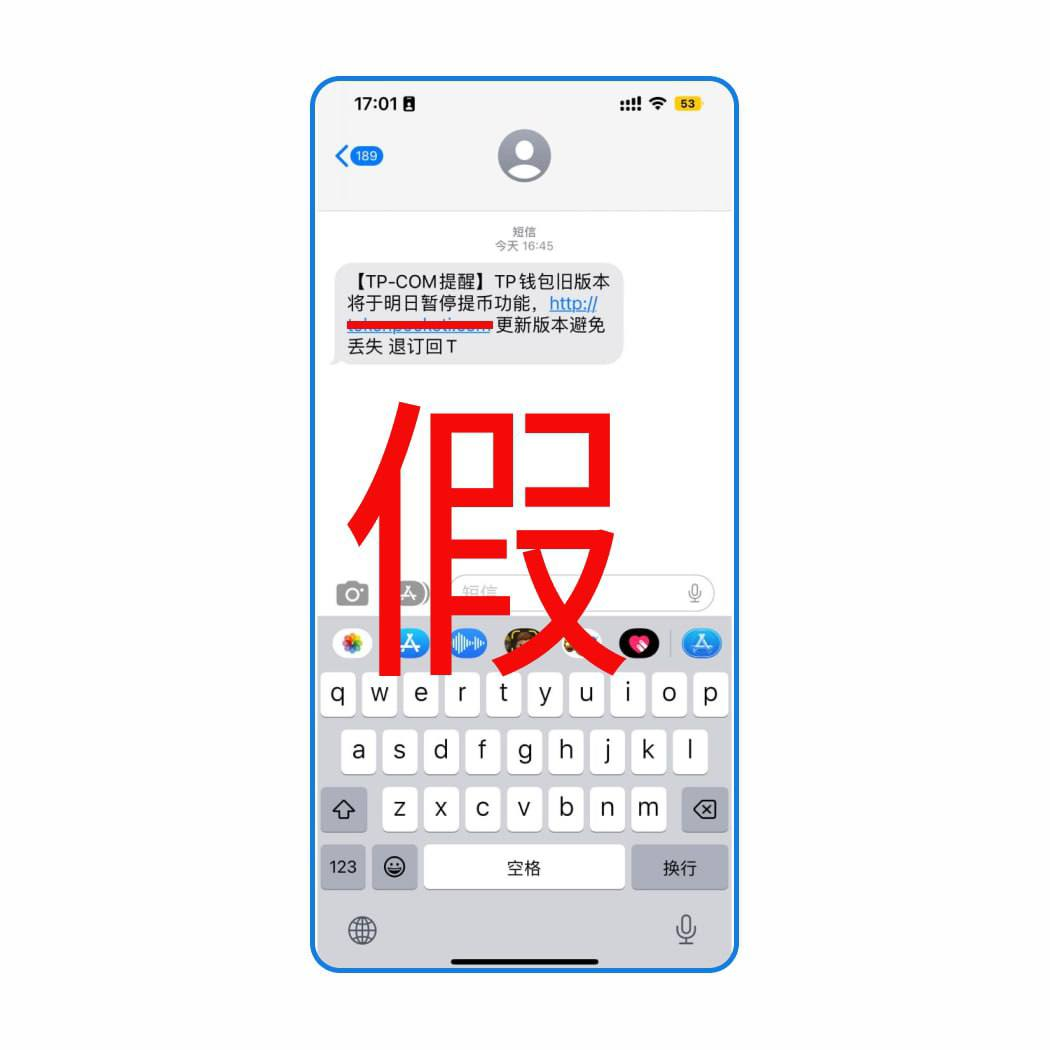 17:01
53
189
短信
今天 16:45
【TP-COM提醒】TP钱包旧版本
将于明日暂停提币功能，http://
更新版本避免
丢失 退订回T
假
短信
q w e r t y u i o p
a s d f g h j k l
z x c v b n m
123 空格 换行